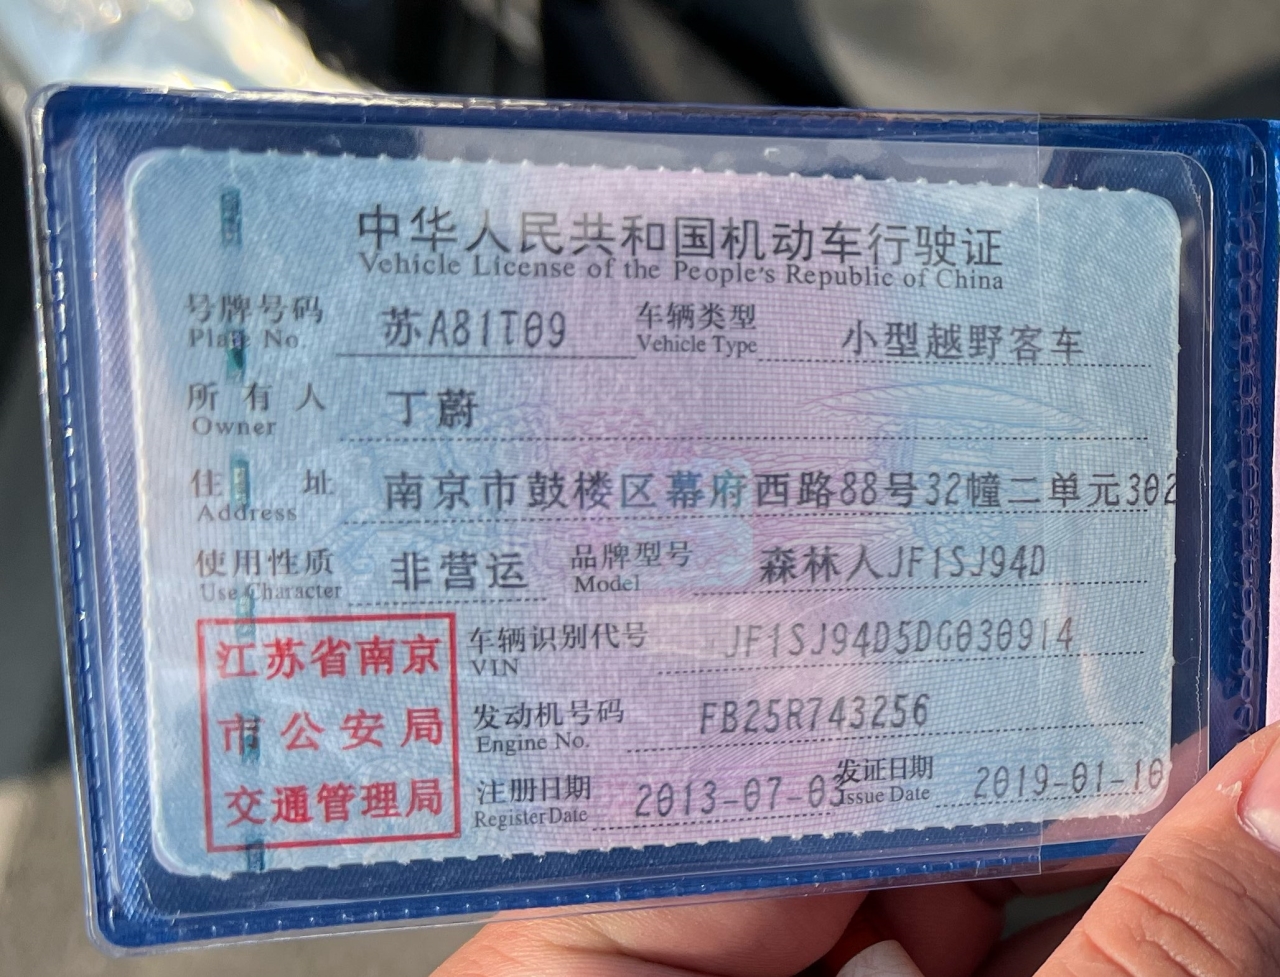 中华人民共和国机动车行驶证
Vehicle License of the People's Republic of China
号牌号码 苏A81T09 车辆类型 小型越野客车
Plate No. Vehicle Type
所有人 丁蔚
Owner
住址 南京市鼓楼区幕府西路88号32幢二单元302
Address
使用性质 非营运 品牌型号 森林人JF1SJ94D
Use Character Model
江苏省南京
市公安局
交通管理局
车辆识别代号 JF1SJ94D5DG030914
VIN
发动机号码 FB25R743256
Engine No.
注册日期 2013-07-03 发证日期 2019-01-10
Register Date Issue Date